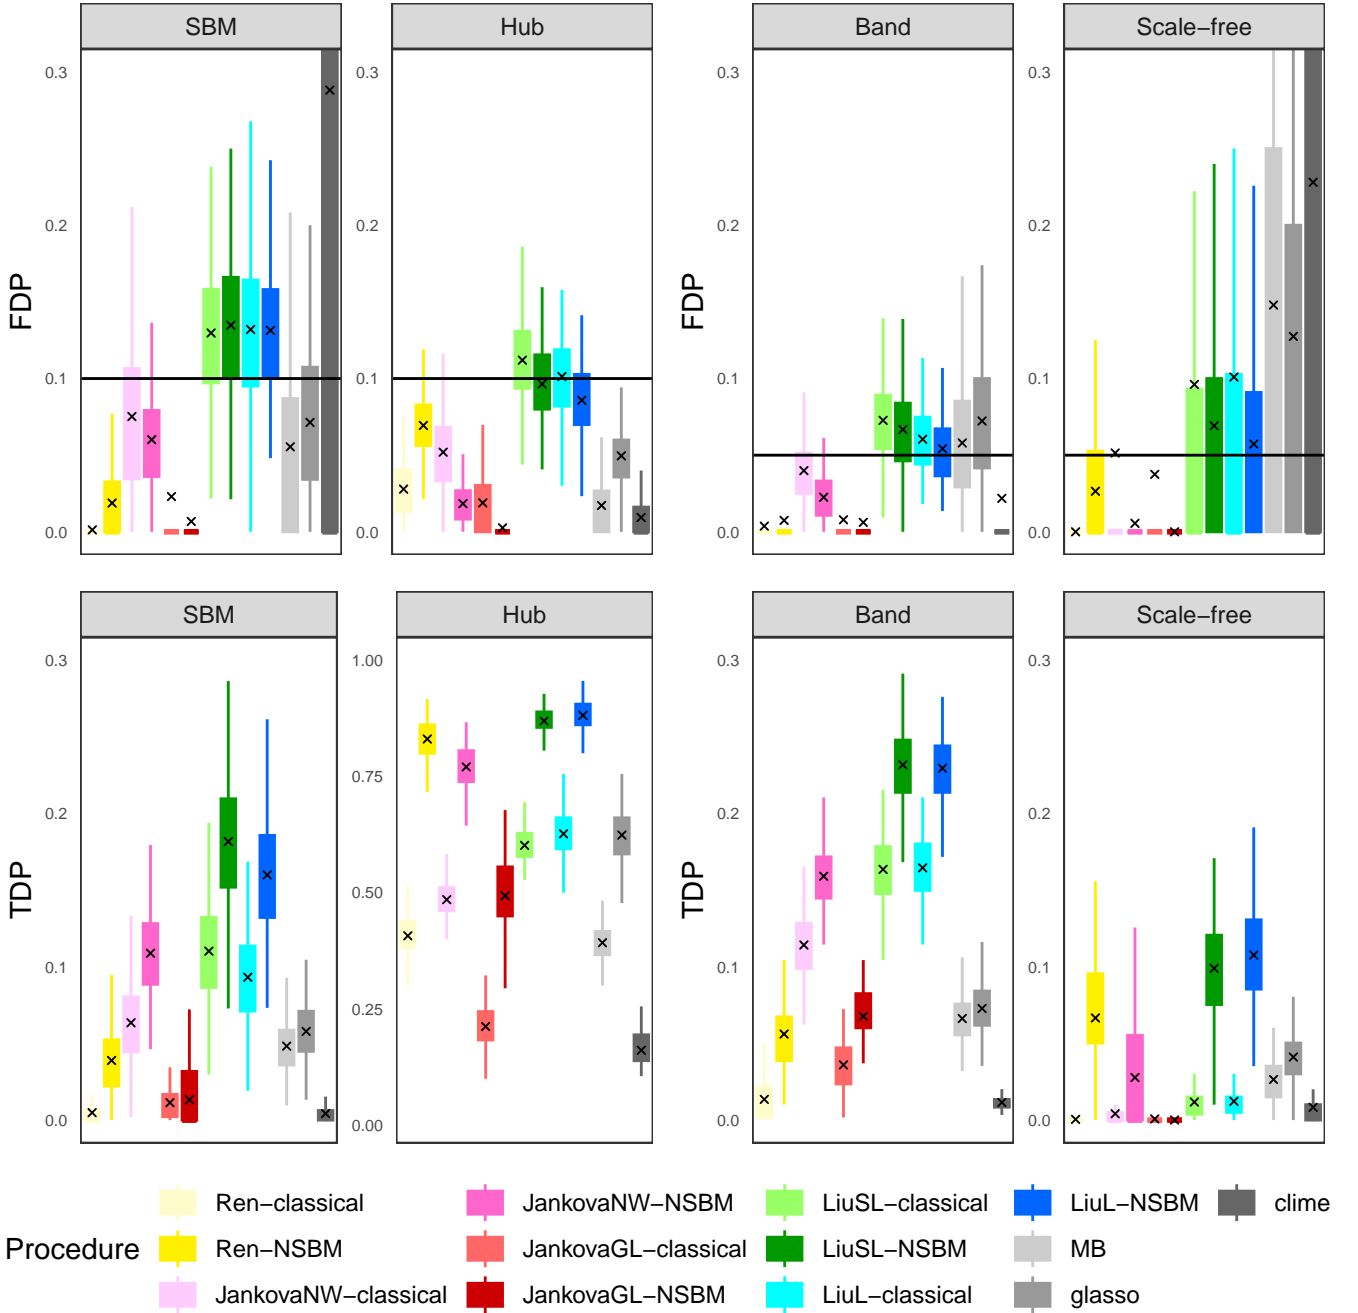 SBM
Hub
Band
Scale−free
FDP
0.3
0.2
0.1
0.0
0.3
0.2
0.1
0.0
FDP
0.3
0.2
0.1
0.0
0.3
0.2
0.1
0.0
SBM
Hub
Band
Scale−free
TDP
0.3
0.2
0.1
0.0
1.00
0.75
0.50
0.25
0.00
TDP
0.3
0.2
0.1
0.0
0.3
0.2
0.1
0.0
Procedure
Ren−classical
Ren−NSBM
JankovaNW−classical
JankovaNW−NSBM
JankovaGL−classical
JankovaGL−NSBM
LiuSL−classical
LiuSL−NSBM
LiuL−classical
LiuL−NSBM
MB
glasso
clime